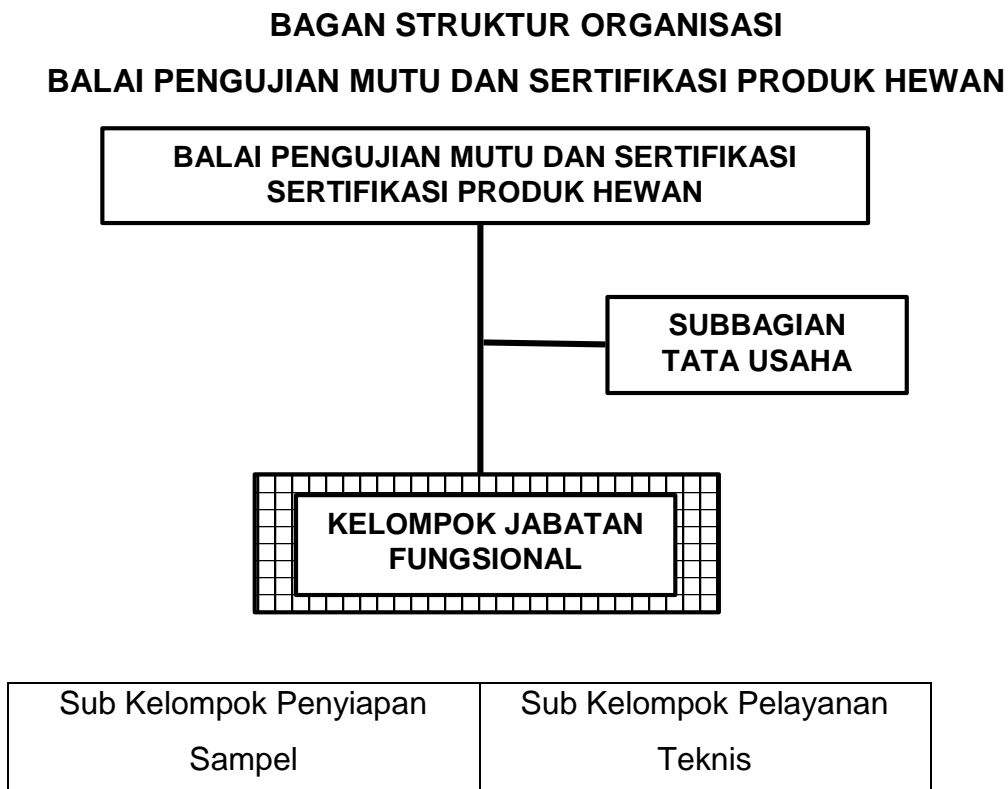 BAGAN STRUKTUR ORGANISASI
BALAI PENGUJIAN MUTU DAN SERTIFIKASI PRODUK HEWAN
BALAI PENGUJIAN MUTU DAN SERTIFIKASI
SERTIFIKASI PRODUK HEWAN
SUBBAGIAN
TATA USAHA
KELOMPOK JABATAN
FUNGSIONAL
Sub Kelompok Penyiapan
Sampel
Sub Kelompok Pelayanan
Teknis